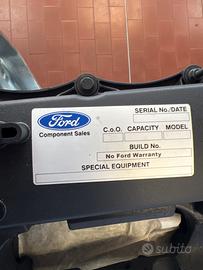 Ford
Component Sales
SERIAL No./DATE
C.o.O. CAPACITY MODEL
BUILD No.
No Ford Warranty
SPECIAL EQUIPMENT
subito